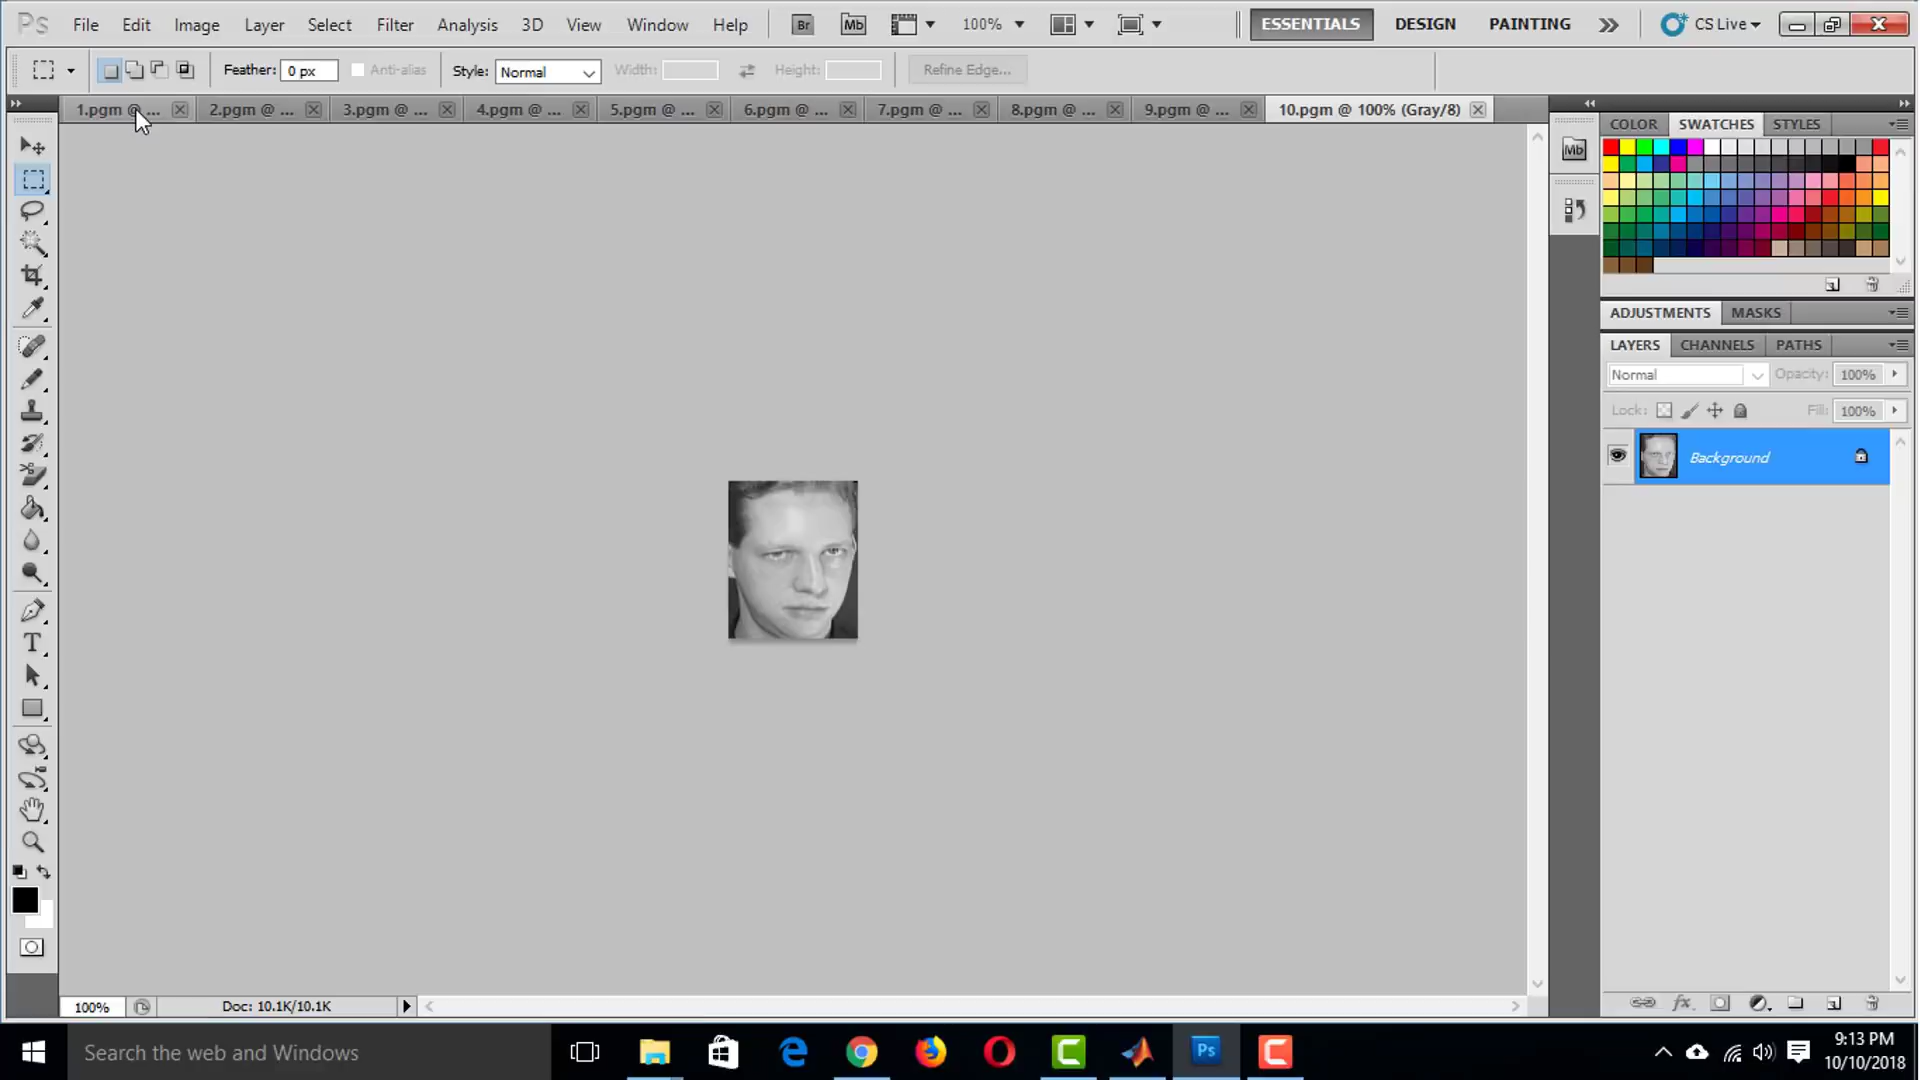 Ps File Edit Image Layer Select Filter Analysis 3D View Window Help Br Mb 100% ESSENTIALS DESIGN PAINTING CS Live
Feather: 0 px Anti-alias Style: Normal Width: Height: Refine Edge...
1.pgm @ ... 2.pgm @ ... 3.pgm @ ... 4.pgm @ ... 5.pgm @ ... 6.pgm @ ... 7.pgm @ ... 8.pgm @ ... 9.pgm @ ... 10.pgm @ 100% (Gray/8)
COLOR SWATCHES STYLES
Mb
ADJUSTMENTS MASKS
LAYERS CHANNELS PATHS
Normal Opacity: 100%
Lock: Fill: 100%
Background
T
100% Doc: 10.1K/10.1K
Search the web and Windows
Ps
9:13 PM
10/10/2018